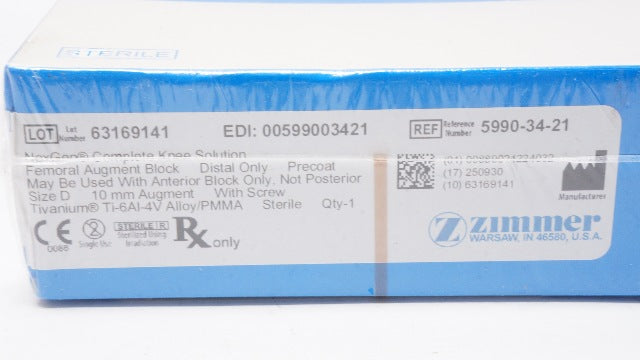 STERILE
LOT Lot Number 63169141
EDI: 00599003421
REF Reference Number 5990-34-21
NexGen® Complete Knee Solution
Femoral Augment Block Distal Only Precoat
May Be Used With Anterior Block Only, Not Posterior
Size D 10 mm Augment With Screw
Tivanium® Ti-6Al-4V Alloy/PMMA Sterile Qty-1
(17) 250930
(10) 63169141
Manufacturer
CE 0086
2 Single Use
STERILE R
Sterilized Using Irradiation
Rx only
Z zimmer
WARSAW, IN 46580, U.S.A.